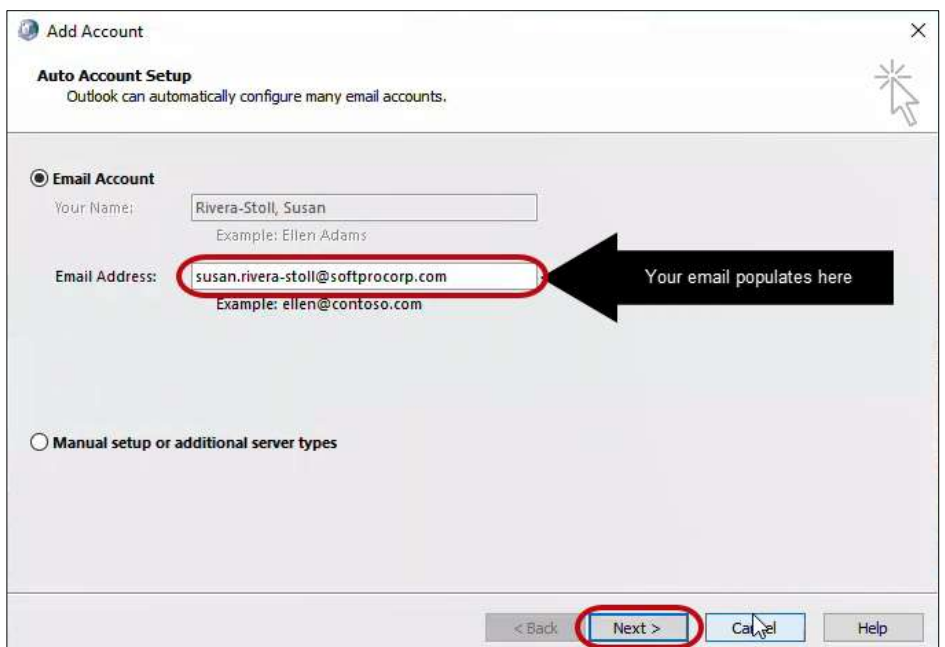 Add Account
Auto Account Setup
Outlook can automatically configure many email accounts.
Email Account
Your Name: Rivera-Stoll, Susan
Example: Ellen Adams
Email Address: susan.rivera-stoll@softprocorp.com Your email populates here
Example: ellen@contoso.com
Manual setup or additional server types
< Back Next > Cancel Help